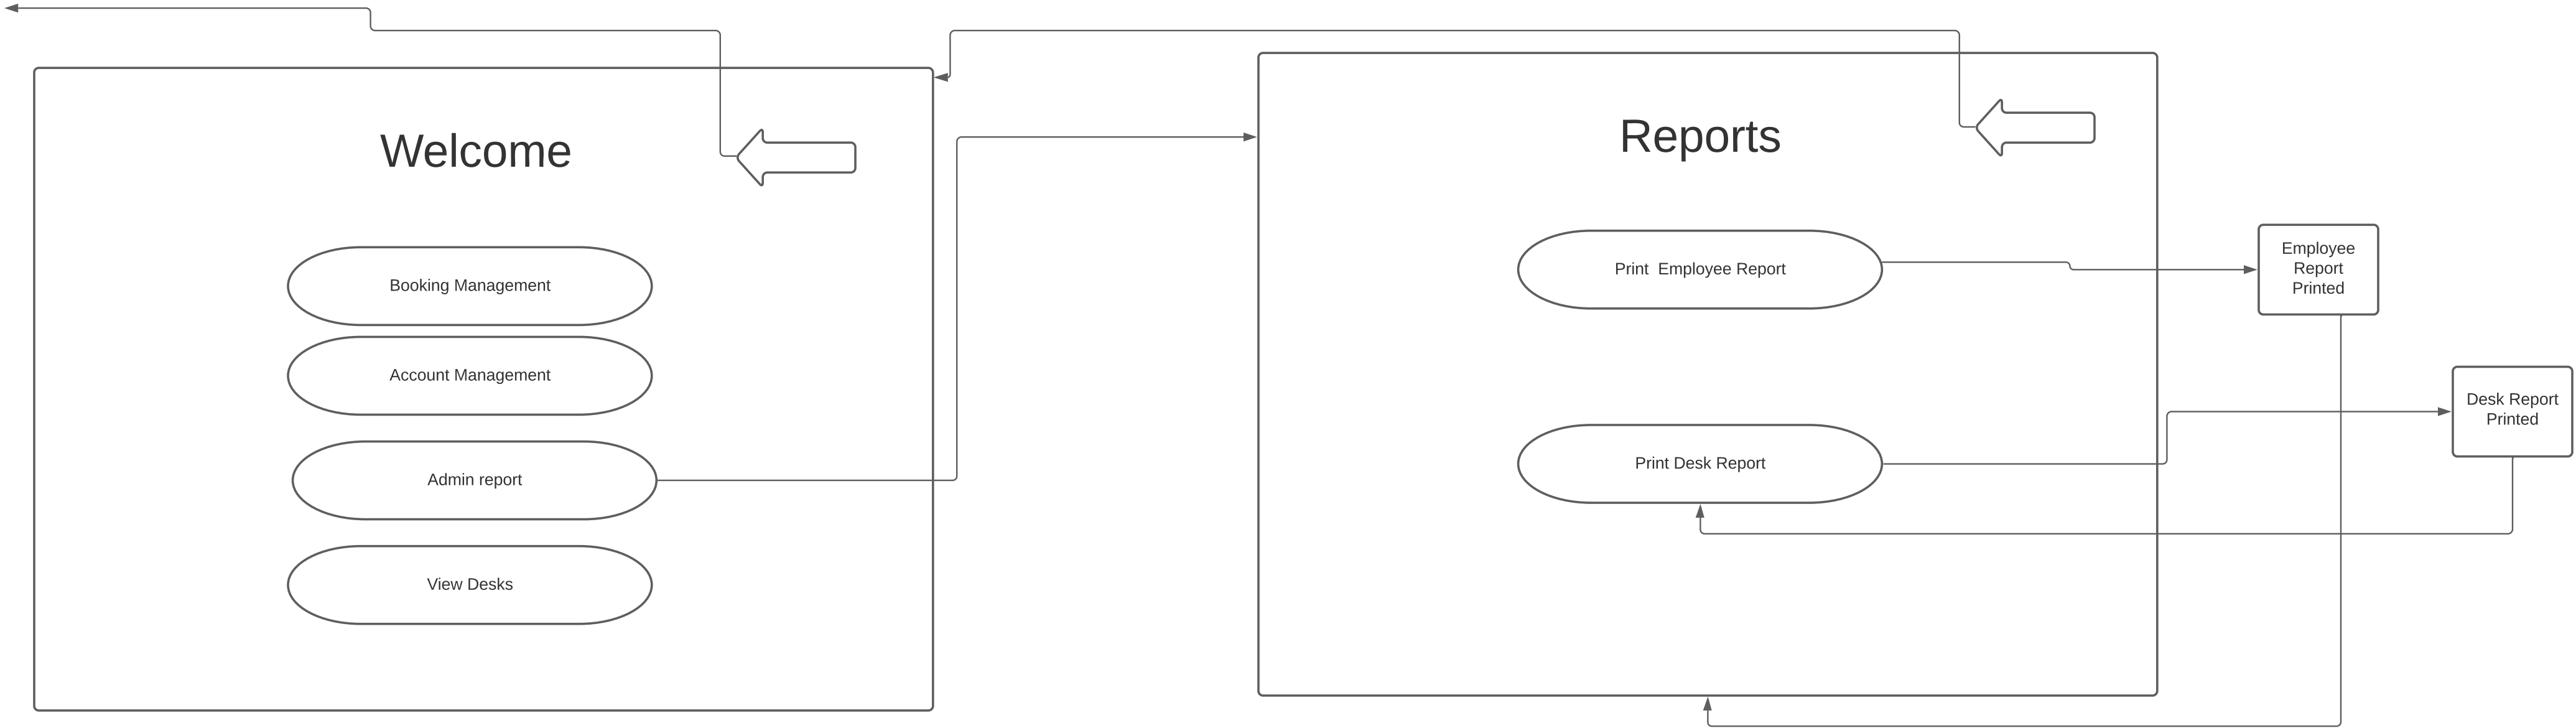 Welcome
Booking Management
Account Management
Admin report
View Desks
Reports
Print  Employee Report
Print Desk Report
Employee
Report
Printed
Desk Report
Printed